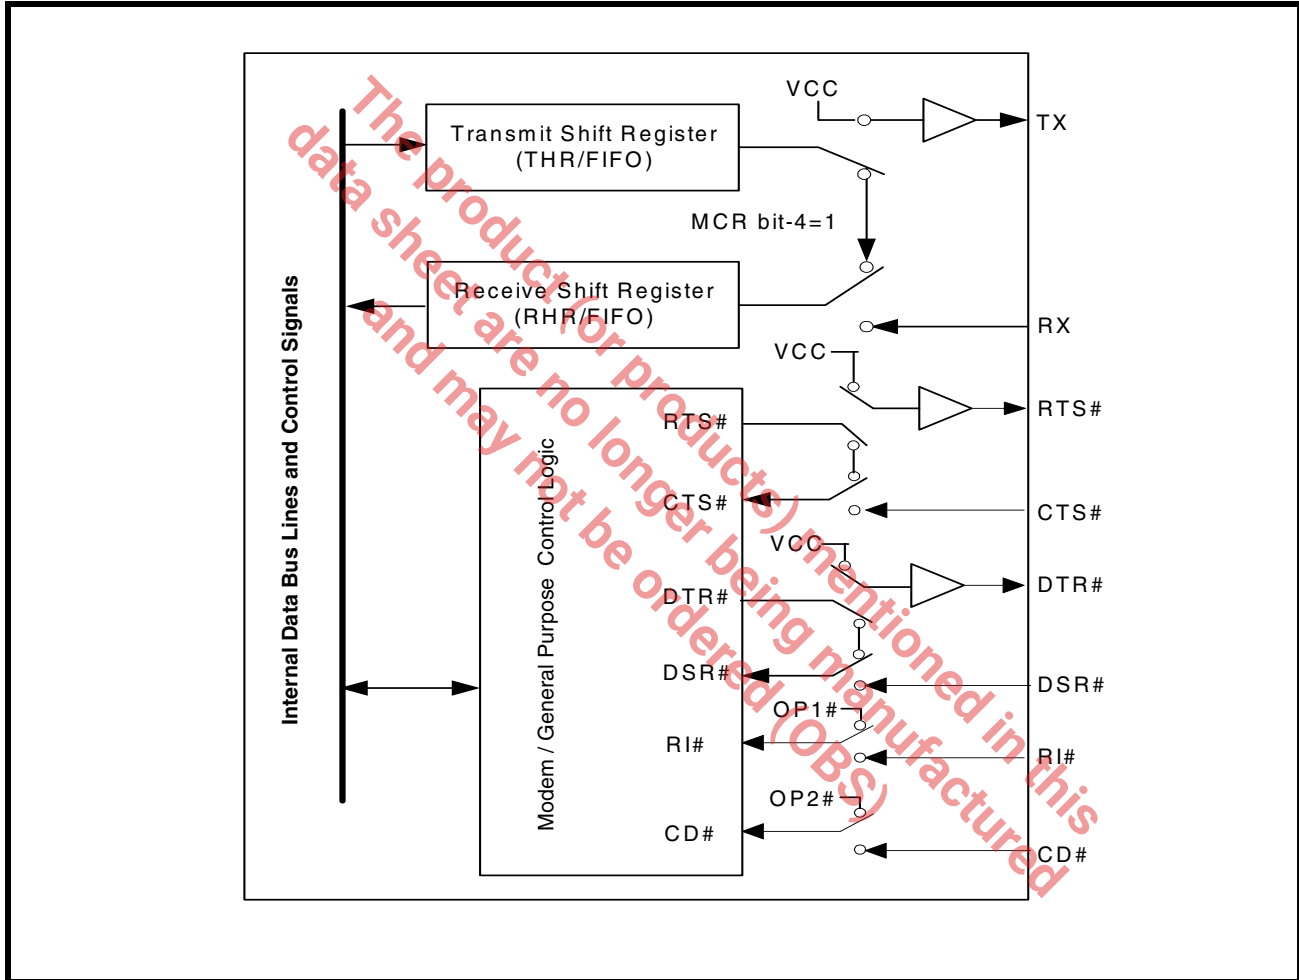 VCC
TX
Transmit Shift Register
(THR/FIFO)
MCR bit-4=1
Receive Shift Register
(RHR/FIFO)
RX
VCC
RTS#
RTS#
CTS#
CTS#
VCC
DTR#
DTR#
DSR#
DSR#
OP1#
RI#
RI#
OP2#
CD#
CD#
Internal Data Bus Lines and Control Signals
Modem / General Purpose Control Logic
The product (or products) mentioned in this
data sheet are no longer being manufactured
and may not be ordered (OBS)